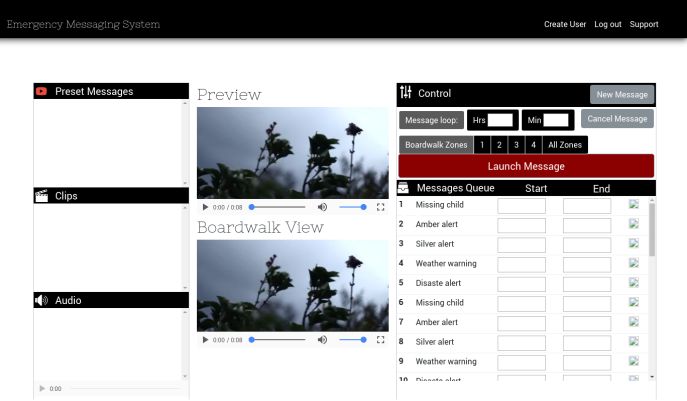 Emergency Messaging System
Create User Log out Support
Preset Messages
Clips
Audio
0:00
Preview
0:00 / 0:08
Boardwalk View
0:00 / 0:08
Control
New Message
Message loop: Hrs Min Cancel Message
Boardwalk Zones 1 2 3 4 All Zones
Launch Message
Messages Queue Start End
1 Missing child
2 Amber alert
3 Silver alert
4 Weather warning
5 Disaste alert
6 Missing child
7 Amber alert
8 Silver alert
9 Weather warning
10 Disaste alert